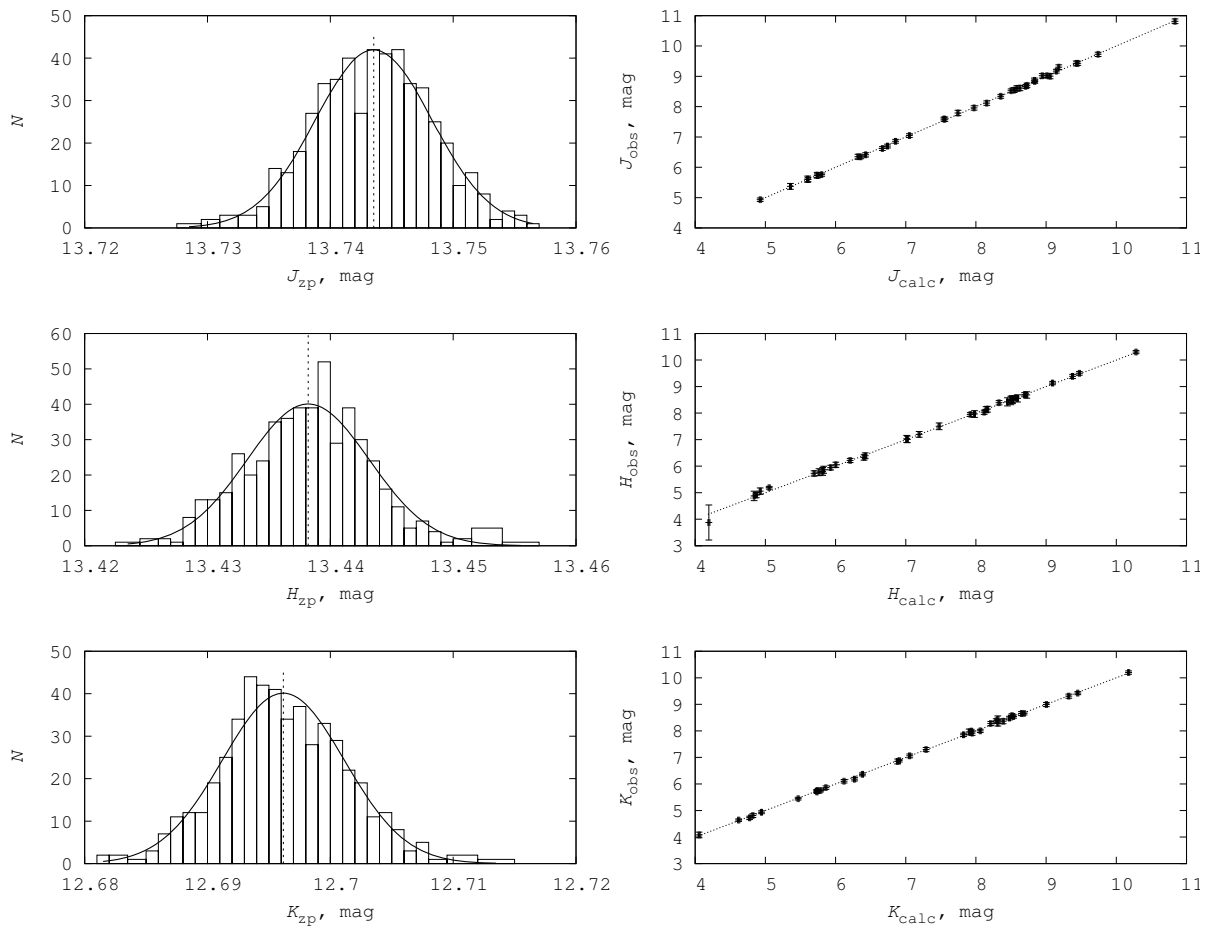 50
40
30
20
10
0
N
13.72 13.73 13.74 13.75 13.76
J_zp, mag
11
10
9
8
7
6
5
4
J_obs, mag
4 5 6 7 8 9 10 11
J_calc, mag
60
50
40
30
20
10
0
N
13.42 13.43 13.44 13.45 13.46
H_zp, mag
11
10
9
8
7
6
5
4
3
H_obs, mag
4 5 6 7 8 9 10 11
H_calc, mag
50
40
30
20
10
0
N
12.68 12.69 12.7 12.71 12.72
K_zp, mag
11
10
9
8
7
6
5
4
3
K_obs, mag
4 5 6 7 8 9 10 11
K_calc, mag